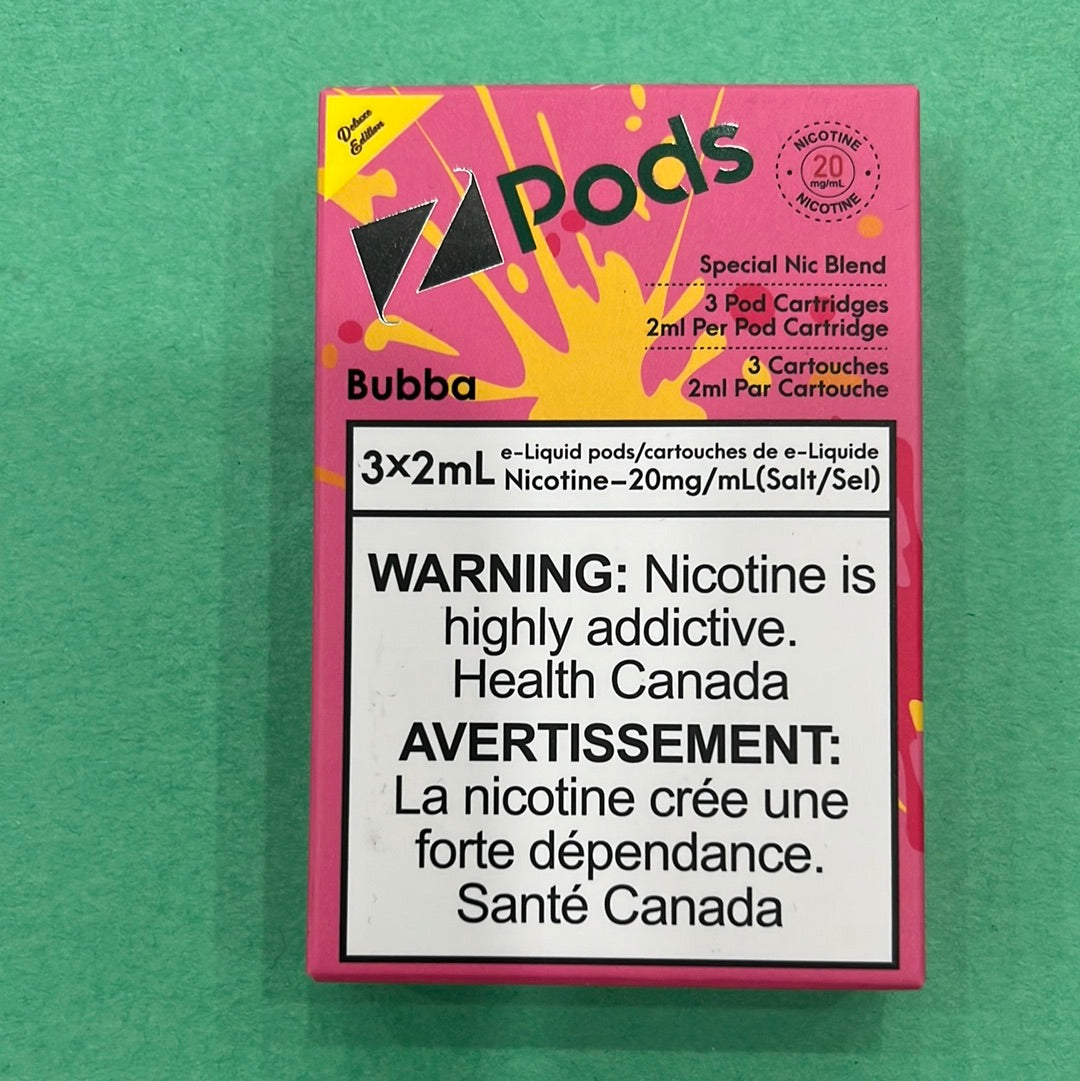 Deluxe
Edition
Z Pods
NICOTINE
20
mg/mL
NICOTINE
Special Nic Blend
3 Pod Cartridges
2ml Per Pod Cartridge
3 Cartouches
2ml Par Cartouche
Bubba
3×2mL
e-Liquid pods/cartouches de e-Liquide
Nicotine–20mg/mL(Salt/Sel)
WARNING: Nicotine is
highly addictive.
Health Canada
AVERTISSEMENT:
La nicotine crée une
forte dépendance.
Santé Canada